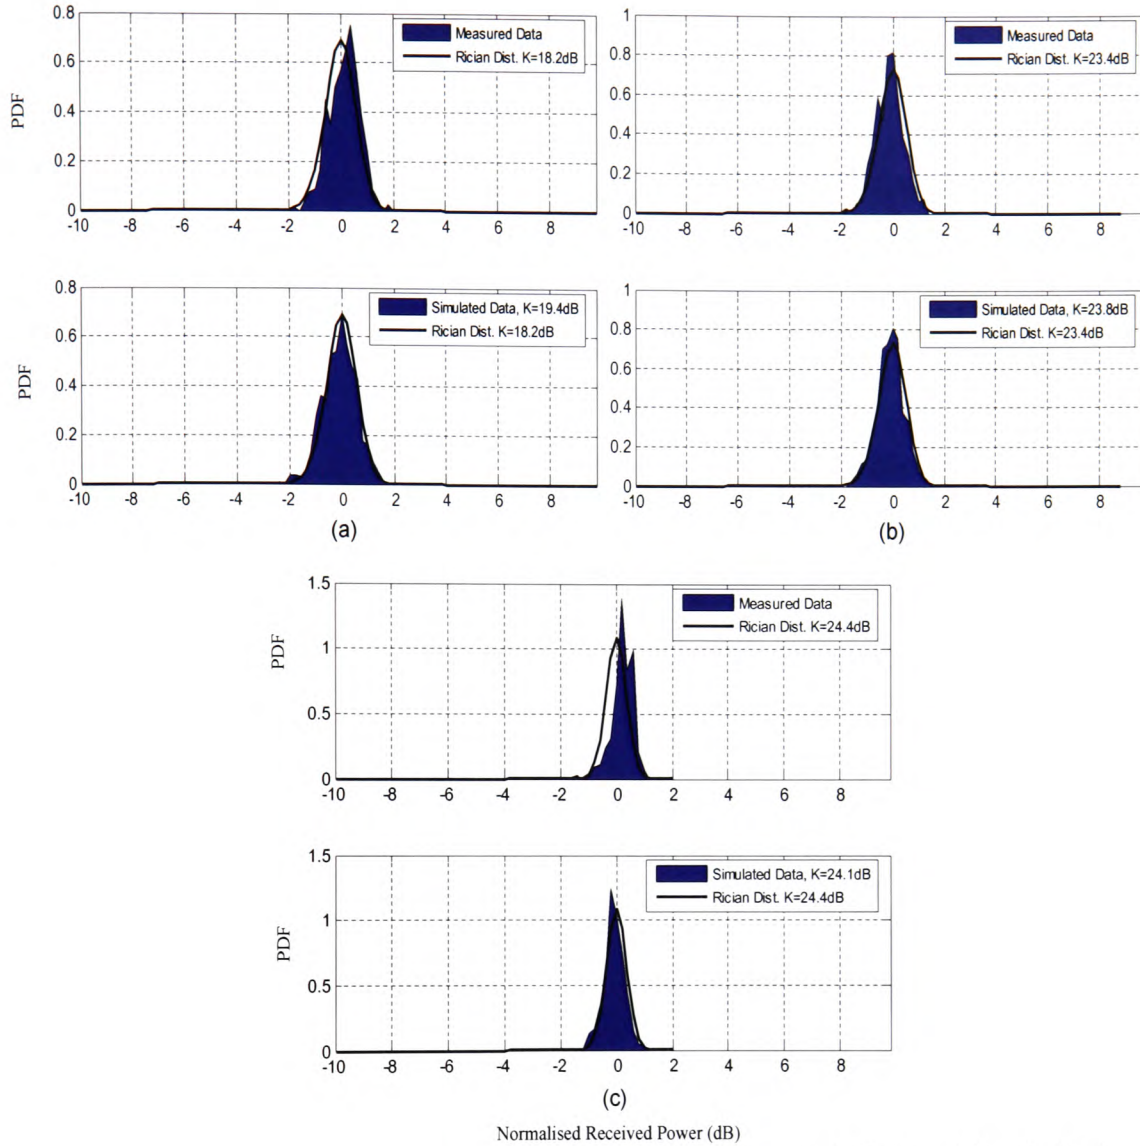 0.8
0.6
0.4
0.2
0
PDF
-10 -8 -6 -4 -2 0 2 4 6 8
Measured Data
Rician Dist. K=18.2dB
1
0.8
0.6
0.4
0.2
0
-10 -8 -6 -4 -2 0 2 4 6 8
Measured Data
Rician Dist. K=23.4dB
0.8
0.6
0.4
0.2
0
PDF
-10 -8 -6 -4 -2 0 2 4 6 8
Simulated Data, K=19.4dB
Rician Dist. K=18.2dB
(a)
1
0.8
0.6
0.4
0.2
0
-10 -8 -6 -4 -2 0 2 4 6 8
Simulated Data, K=23.8dB
Rician Dist. K=23.4dB
(b)
1.5
1
0.5
0
PDF
-10 -8 -6 -4 -2 0 2 4 6 8
Measured Data
Rician Dist. K=24.4dB
1.5
1
0.5
0
PDF
-10 -8 -6 -4 -2 0 2 4 6 8
Simulated Data, K=24.1dB
Rician Dist. K=24.4dB
(c)
Normalised Received Power (dB)